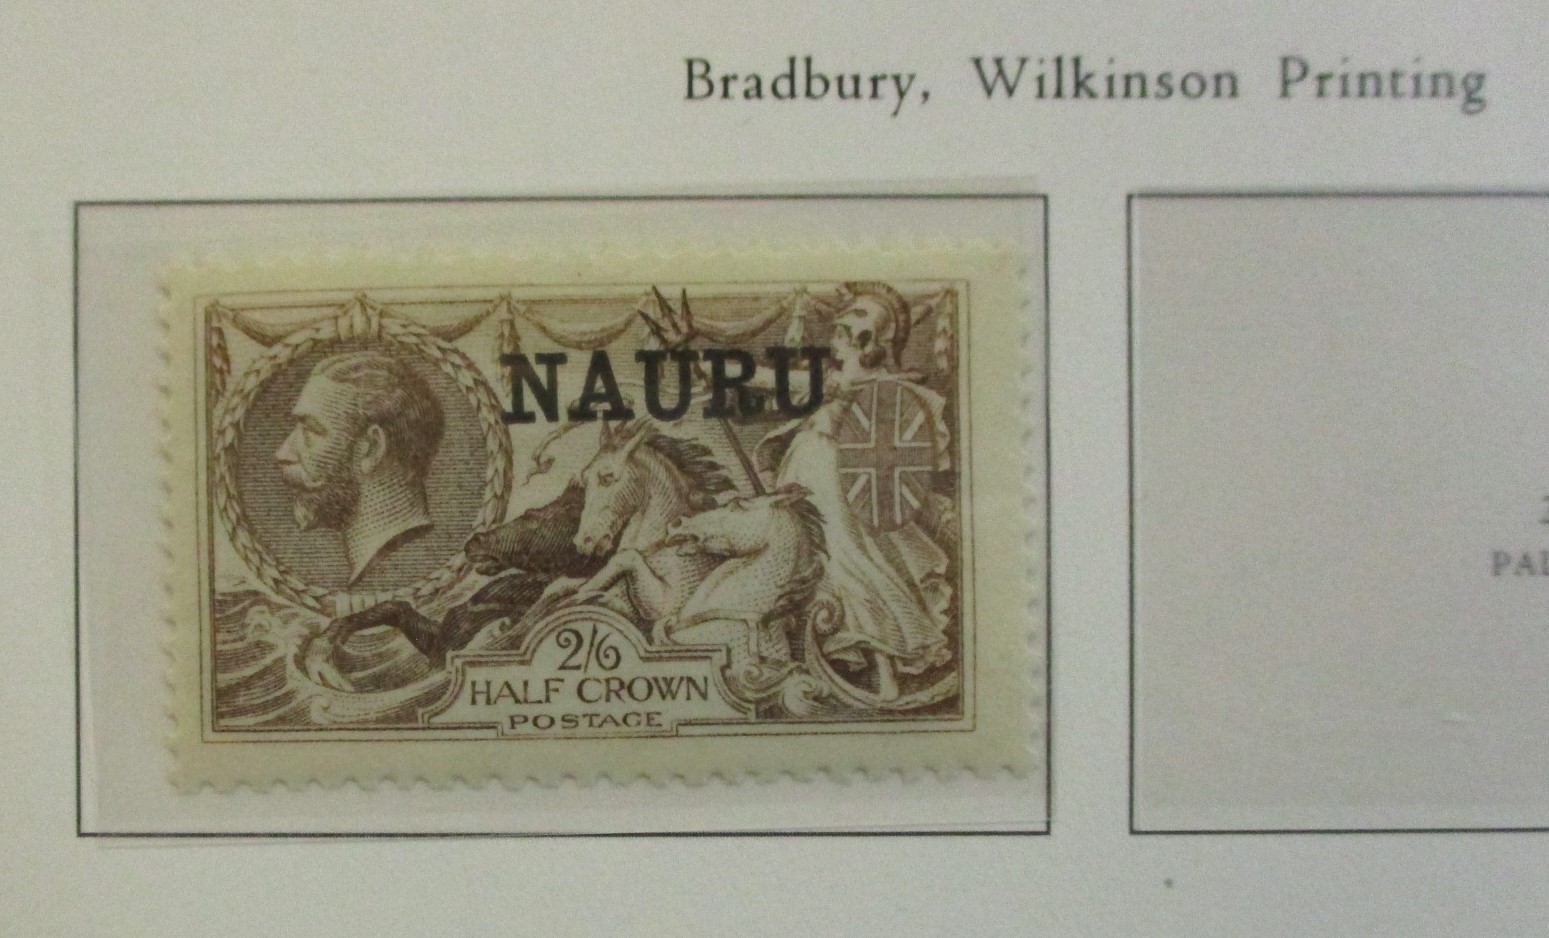 Bradbury, Wilkinson Printing
NAURU
2/6
HALF CROWN
POSTAGE